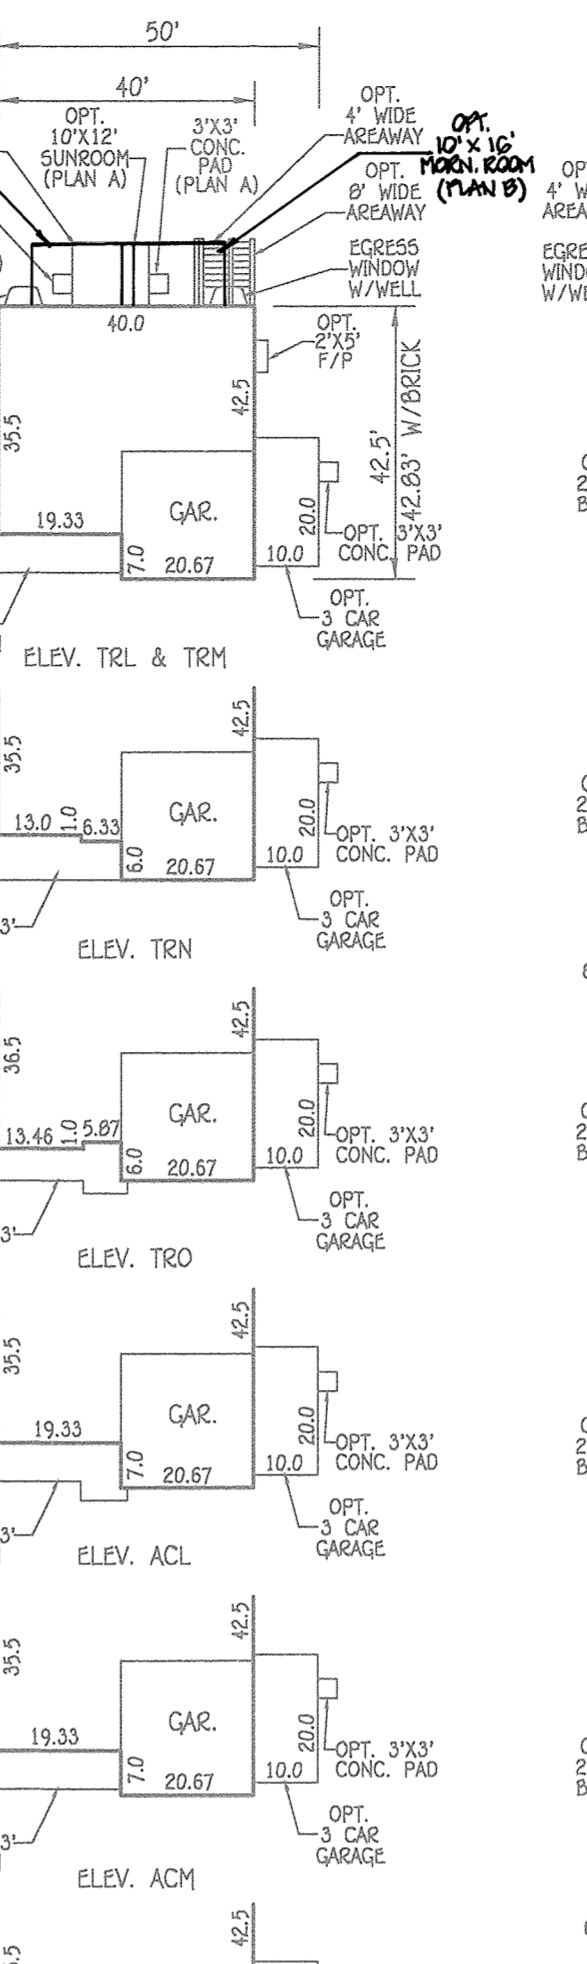 50'
40'
OPT.
10'X12'
SUNROOM
(PLAN A)
3'X3'
CONC.
PAD
(PLAN A)
OPT.
4' WIDE
AREAWAY
OPT.
10' X 16'
MORN. ROOM
(PLAN B)
OPT.
8' WIDE
AREAWAY
EGRESS
WINDOW
W/WELL
40.0
OPT.
2'X5'
F/P
42.5
35.5
42.5'
42.83' W/BRICK
GAR.
19.33
7.0
20.67
20.0
10.0
OPT. 3'X3'
CONC. PAD
OPT.
3 CAR
GARAGE
ELEV. TRL & TRM
42.5
35.5
GAR.
13.0
1.0
6.33
6.0
20.67
20.0
10.0
OPT. 3'X3'
CONC. PAD
OPT.
3 CAR
GARAGE
3'
ELEV. TRN
42.5
36.5
GAR.
13.46
1.0
5.87
6.0
20.67
20.0
10.0
OPT. 3'X3'
CONC. PAD
OPT.
3 CAR
GARAGE
3'
ELEV. TRO
42.5
35.5
GAR.
19.33
7.0
20.67
20.0
10.0
OPT. 3'X3'
CONC. PAD
OPT.
3 CAR
GARAGE
3'
ELEV. ACL
42.5
35.5
GAR.
19.33
7.0
20.67
20.0
10.0
OPT. 3'X3'
CONC. PAD
OPT.
3 CAR
GARAGE
3'
ELEV. ACM
42.5